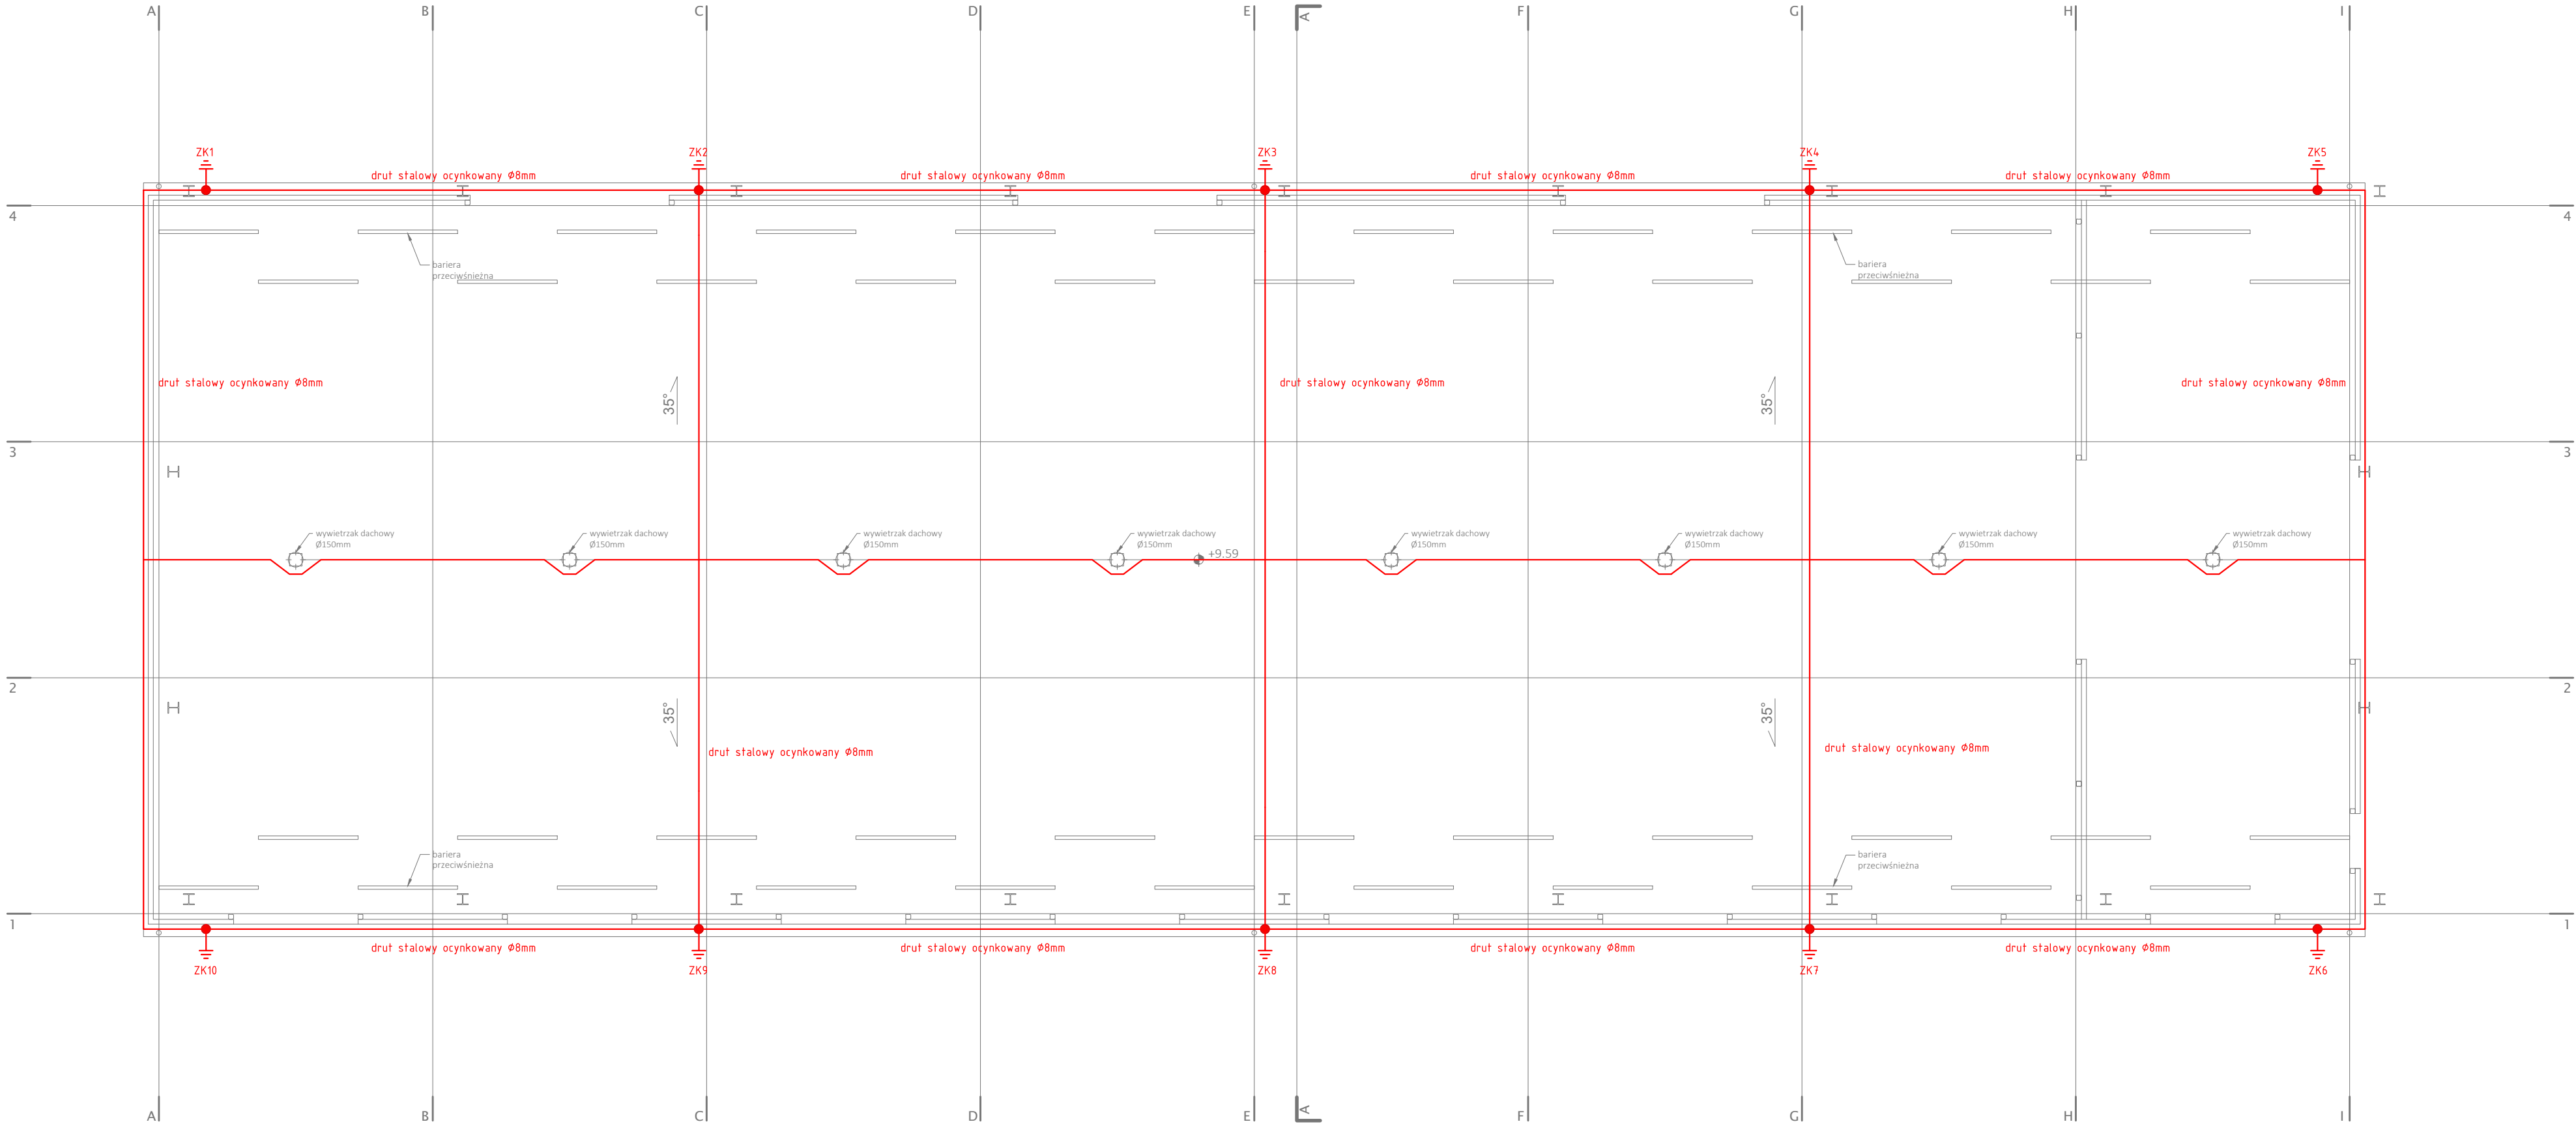 A B C D E A F G H I
ZK1 ZK2 ZK3 ZK4 ZK5
drut stalowy ocynkowany Ø8mm drut stalowy ocynkowany Ø8mm drut stalowy ocynkowany Ø8mm drut stalowy ocynkowany Ø8mm
4 4
bariera
przeciwśnieżna
bariera
przeciwśnieżna
drut stalowy ocynkowany Ø8mm drut stalowy ocynkowany Ø8mm drut stalowy ocynkowany Ø8mm
35° 35°
3 3
wywietrzak dachowy
Ø150mm
wywietrzak dachowy
Ø150mm
wywietrzak dachowy
Ø150mm
wywietrzak dachowy
Ø150mm
+9.59
wywietrzak dachowy
Ø150mm
wywietrzak dachowy
Ø150mm
wywietrzak dachowy
Ø150mm
wywietrzak dachowy
Ø150mm
2 2
35° 35°
drut stalowy ocynkowany Ø8mm drut stalowy ocynkowany Ø8mm
bariera
przeciwśnieżna
bariera
przeciwśnieżna
1 1
drut stalowy ocynkowany Ø8mm drut stalowy ocynkowany Ø8mm drut stalowy ocynkowany Ø8mm drut stalowy ocynkowany Ø8mm
ZK10 ZK9 ZK8 ZK7 ZK6
A B C D E A F G H I